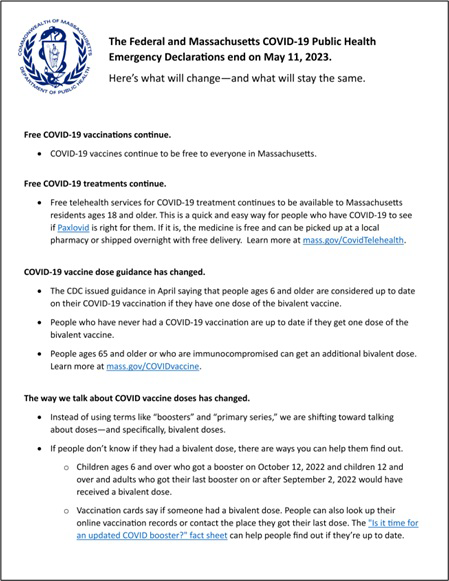 COMMONWEALTH OF MASSACHUSETTS
DEPARTMENT OF PUBLIC HEALTH
The Federal and Massachusetts COVID-19 Public Health
Emergency Declarations end on May 11, 2023.
Here's what will change—and what will stay the same.
Free COVID-19 vaccinations continue.
• COVID-19 vaccines continue to be free to everyone in Massachusetts.
Free COVID-19 treatments continue.
• Free telehealth services for COVID-19 treatment continues to be available to Massachusetts
residents ages 18 and older. This is a quick and easy way for people who have COVID-19 to see
if Paxlovid is right for them. If it is, the medicine is free and can be picked up at a local
pharmacy or shipped overnight with free delivery. Learn more at mass.gov/CovidTelehealth.
COVID-19 vaccine dose guidance has changed.
• The CDC issued guidance in April saying that people ages 6 and older are considered up to date
on their COVID-19 vaccination if they have one dose of the bivalent vaccine.
• People who have never had a COVID-19 vaccination are up to date if they get one dose of the
bivalent vaccine.
• People ages 65 and older or who are immunocompromised can get an additional bivalent dose.
Learn more at mass.gov/COVIDvaccine.
The way we talk about COVID vaccine doses has changed.
• Instead of using terms like "boosters" and "primary series," we are shifting toward talking
about doses—and specifically, bivalent doses.
• If people don't know if they had a bivalent dose, there are ways you can help them find out.
o Children ages 6 and over who got a booster on October 12, 2022 and children 12 and
over and adults who got their last booster on or after September 2, 2022 would have
received a bivalent dose.
o Vaccination cards say if someone had a bivalent dose. People can also look up their
online vaccination records or contact the place they got their last dose. The "Is it time for
an updated COVID booster?" fact sheet can help people find out if they're up to date.